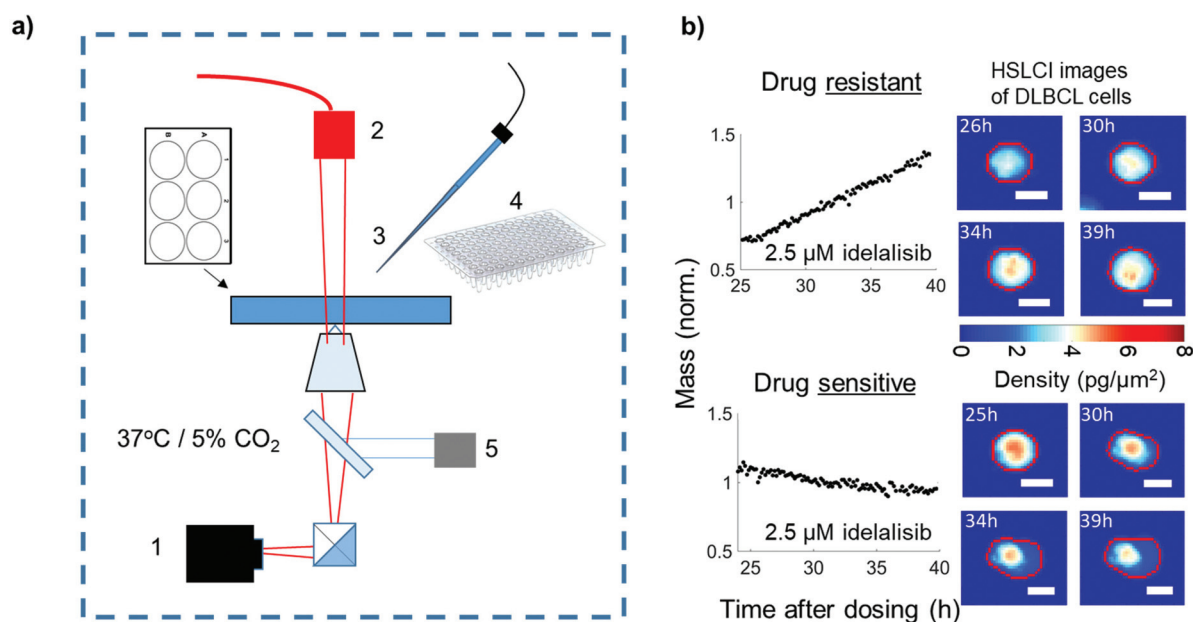 a)
B
A
1
2
3
2
3
4
37°C / 5% CO₂
5
1
b)
Drug resistant
HSLCI images
of DLBCL cells
Mass (norm.)
1.5
1
0.5
2.5 µM idelalisib
25
30
35
40
26h
30h
34h
39h
0
2
4
6
8
Density (pg/µm²)
Drug sensitive
1.5
1
0.5
2.5 µM idelalisib
25
30
35
40
Time after dosing (h)
25h
30h
34h
39h